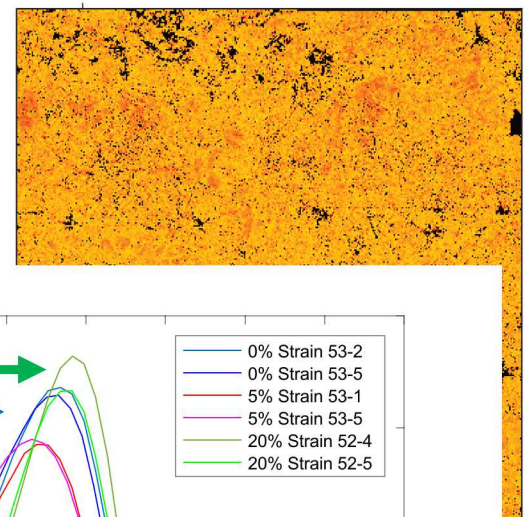 0% Strain 53-2
0% Strain 53-5
5% Strain 53-1
5% Strain 53-5
20% Strain 52-4
20% Strain 52-5